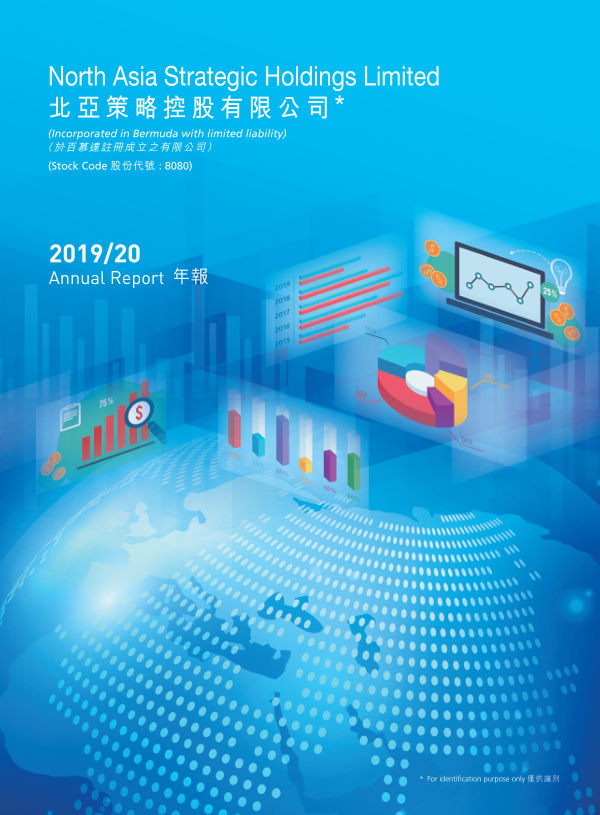 North Asia Strategic Holdings Limited
北亞策略控股有限公司*
(Incorporated in Bermuda with limited liability)
（於百慕達註冊成立之有限公司）
(Stock Code 股份代號 : 8080)
2019/20
Annual Report 年報
2019
2018
2017
2016
2015
25%
75%
* For identification purpose only 僅供識別